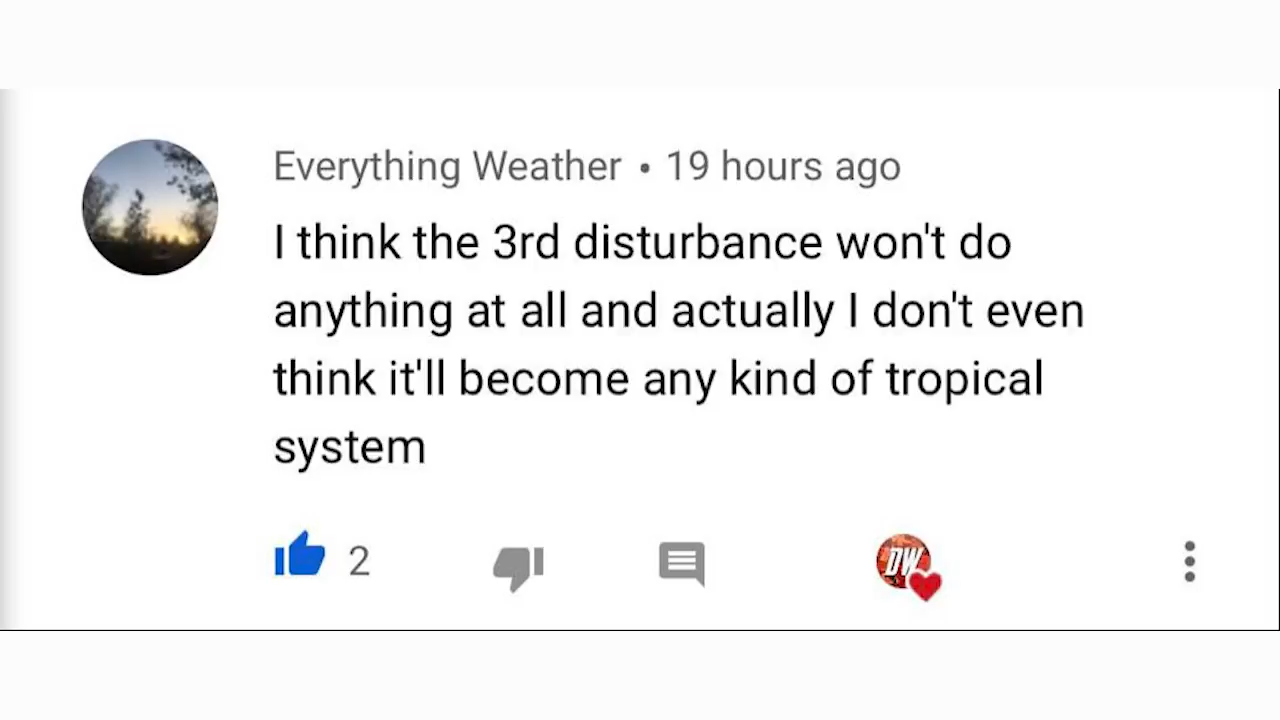 Everything Weather • 19 hours ago
I think the 3rd disturbance won't do
anything at all and actually I don't even
think it'll become any kind of tropical
system
2
DW